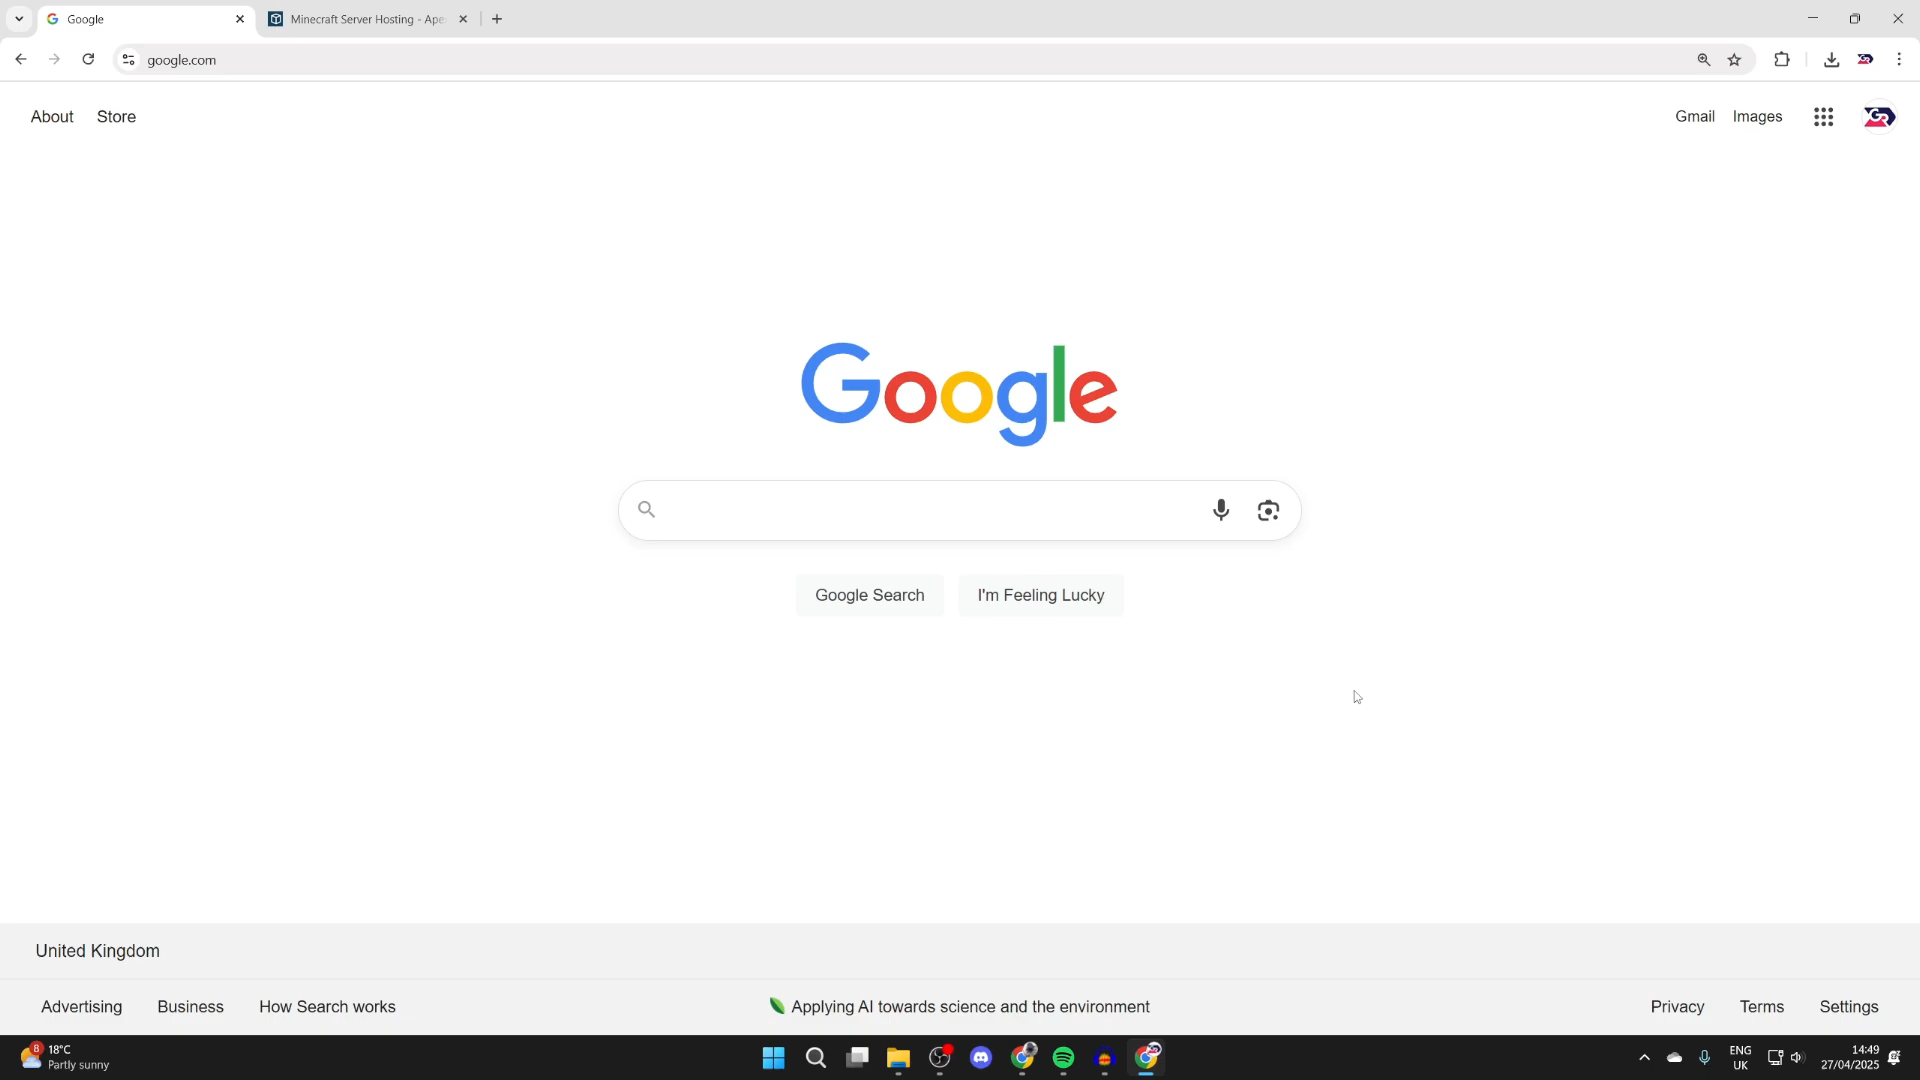 Google
Minecraft Server Hosting - Ape
google.com
About
Store
Gmail
Images
GR
Google
Google Search
I'm Feeling Lucky
United Kingdom
Advertising
Business
How Search works
Applying AI towards science and the environment
Privacy
Terms
Settings
8
18°C
Partly sunny
ENG
UK
14:49
27/04/2025